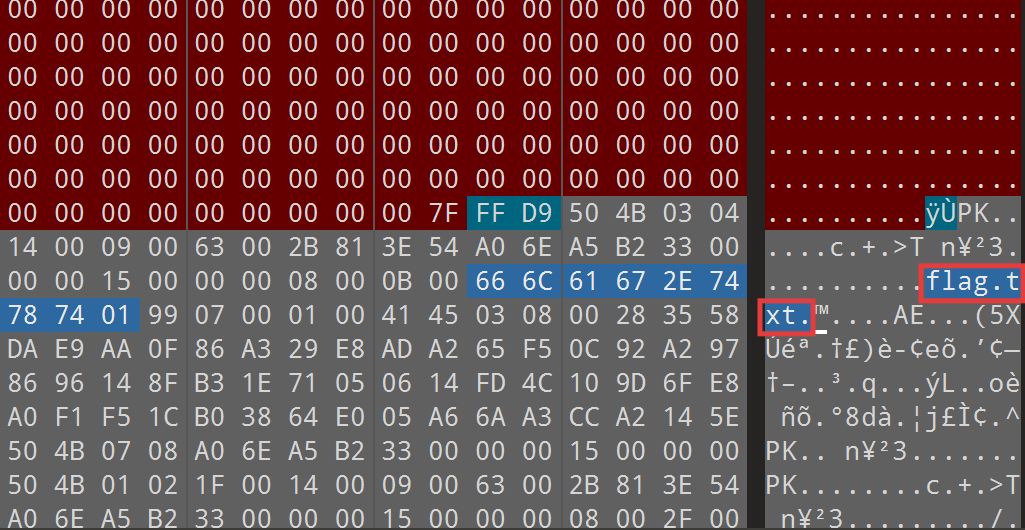 00 00 00 00 00 00 00 00 00 00 00 00 00 00 00 00 ................
00 00 00 00 00 00 00 00 00 00 00 00 00 00 00 00 ................
00 00 00 00 00 00 00 00 00 00 00 00 00 00 00 00 ................
00 00 00 00 00 00 00 00 00 00 00 00 00 00 00 00 ................
00 00 00 00 00 00 00 00 00 00 00 00 00 00 00 00 ................
00 00 00 00 00 00 00 00 00 00 00 00 00 00 00 00 ................
00 00 00 00 00 00 00 00 00 7F FF D9 50 4B 03 04 ..........ÿÙPK..
14 00 09 00 63 00 2B 81 3E 54 A0 6E A5 B2 33 00 ....c.+.>T n¥²3.
00 00 15 00 00 00 08 00 0B 00 66 6C 61 67 2E 74 ..........flag.t
78 74 01 99 07 00 01 00 41 45 03 08 00 28 35 58 xt.™....AE...(5X
DA E9 AA 0F 86 A3 29 E8 AD A2 65 F5 0C 92 A2 97 Úéª.†£)è-¢eõ.’¢—
86 96 14 8F B3 1E 71 05 06 14 FD 4C 10 9D 6F E8 †–..³.q...ýL..oè
A0 F1 F5 1C B0 38 64 E0 05 A6 6A A3 CC A2 14 5E  ñõ.°8dà.¦j£Ì¢.^
50 4B 07 08 A0 6E A5 B2 33 00 00 00 15 00 00 00 PK.. n¥²3.......
50 4B 01 02 1F 00 14 00 09 00 63 00 2B 81 3E 54 PK........c.+.>T
A0 6E A5 B2 33 00 00 00 15 00 00 00 08 00 2F 00  n¥²3........./.